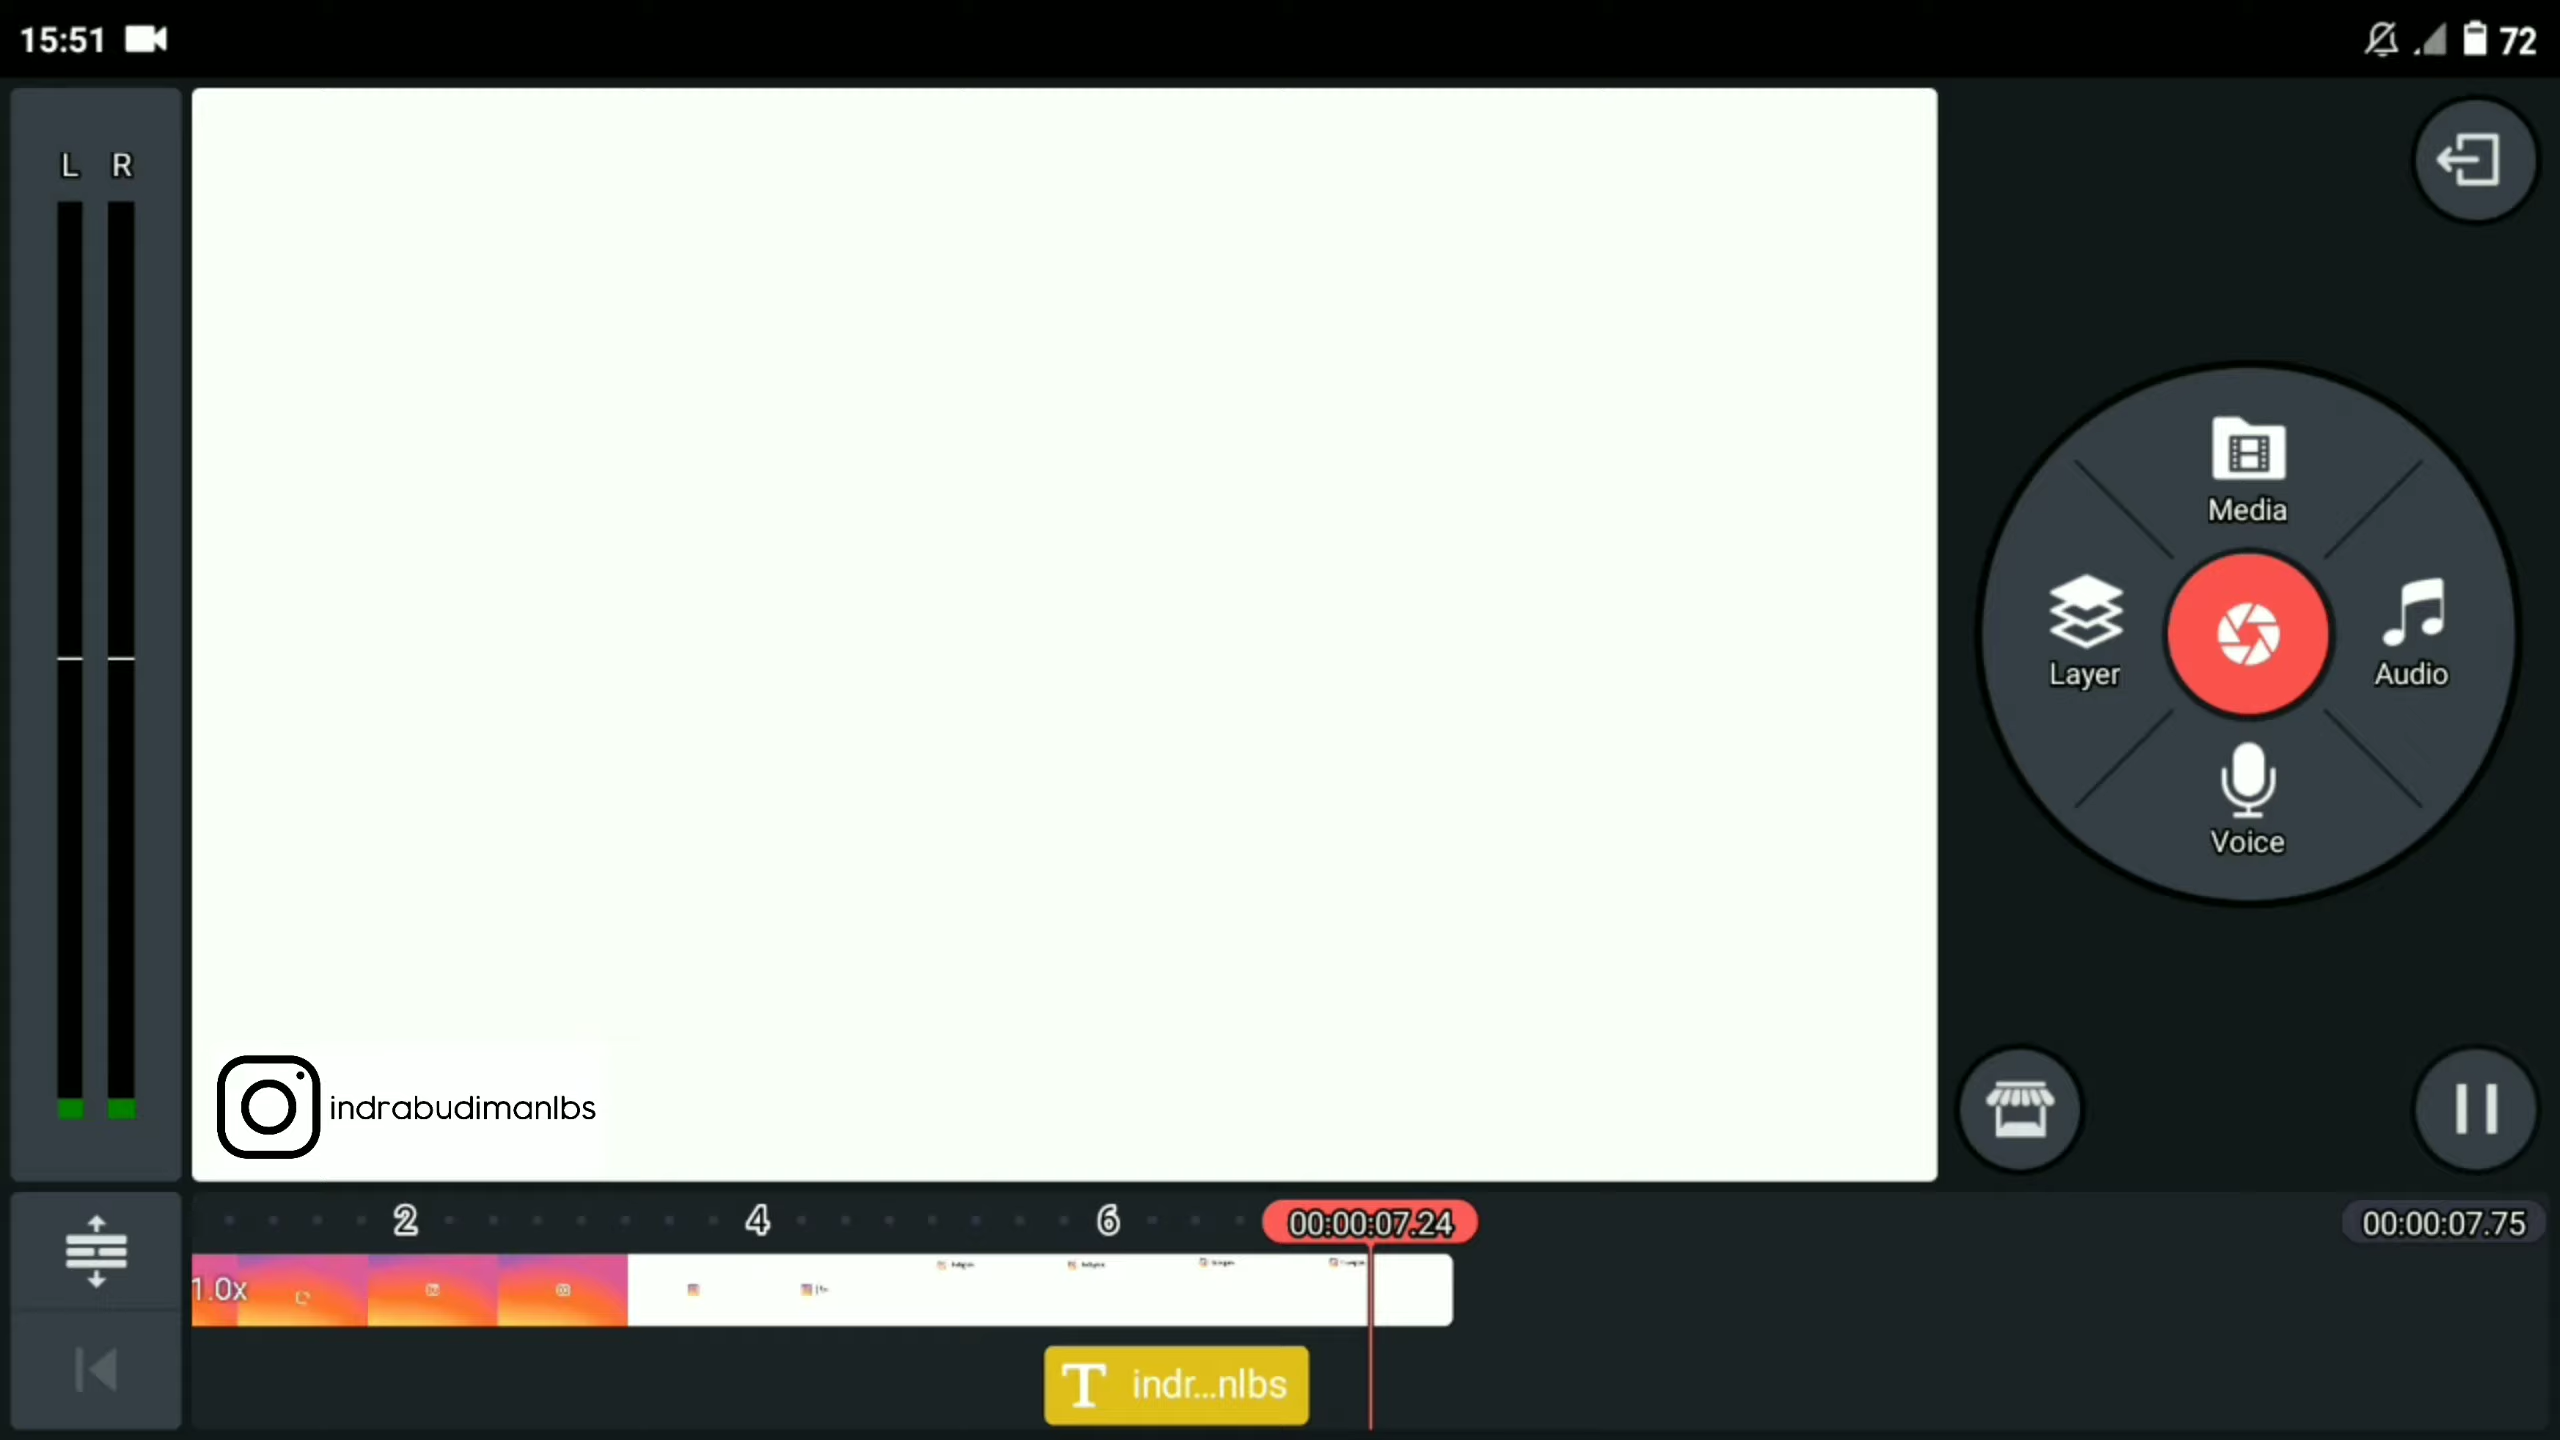 15:51
72
L R
Media
Layer
Audio
Voice
indrabudimanlbs
2 4 6 00:00:07.24 00:00:07.75
1.0x
T indr...nlbs